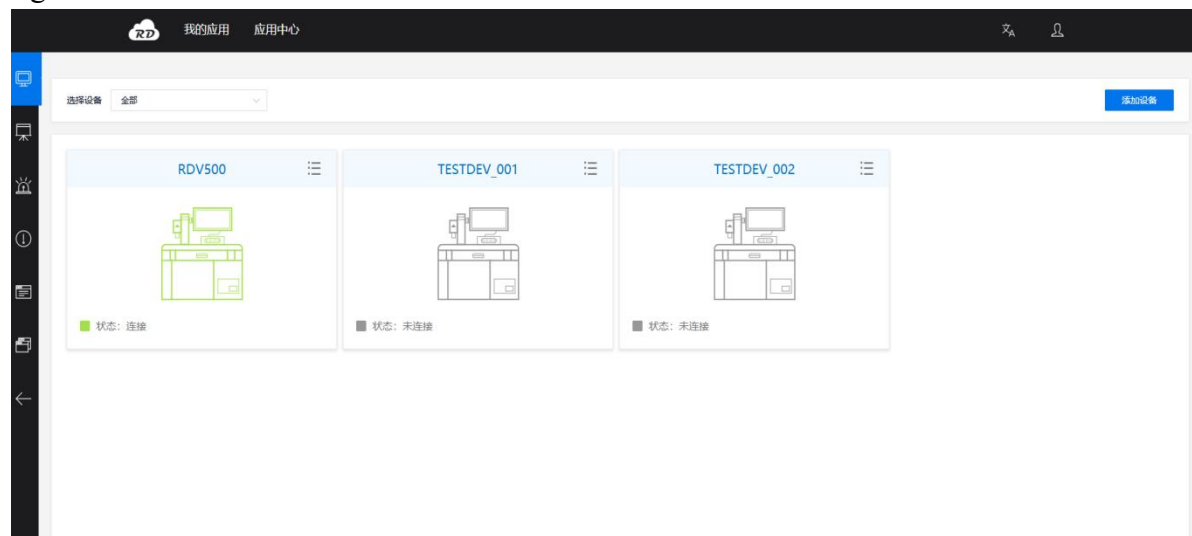 RD 我的应用 应用中心
选择设备 全部 添加设备
RDV500 TESTDEV_001 TESTDEV_002
状态: 连接 状态: 未连接 状态: 未连接